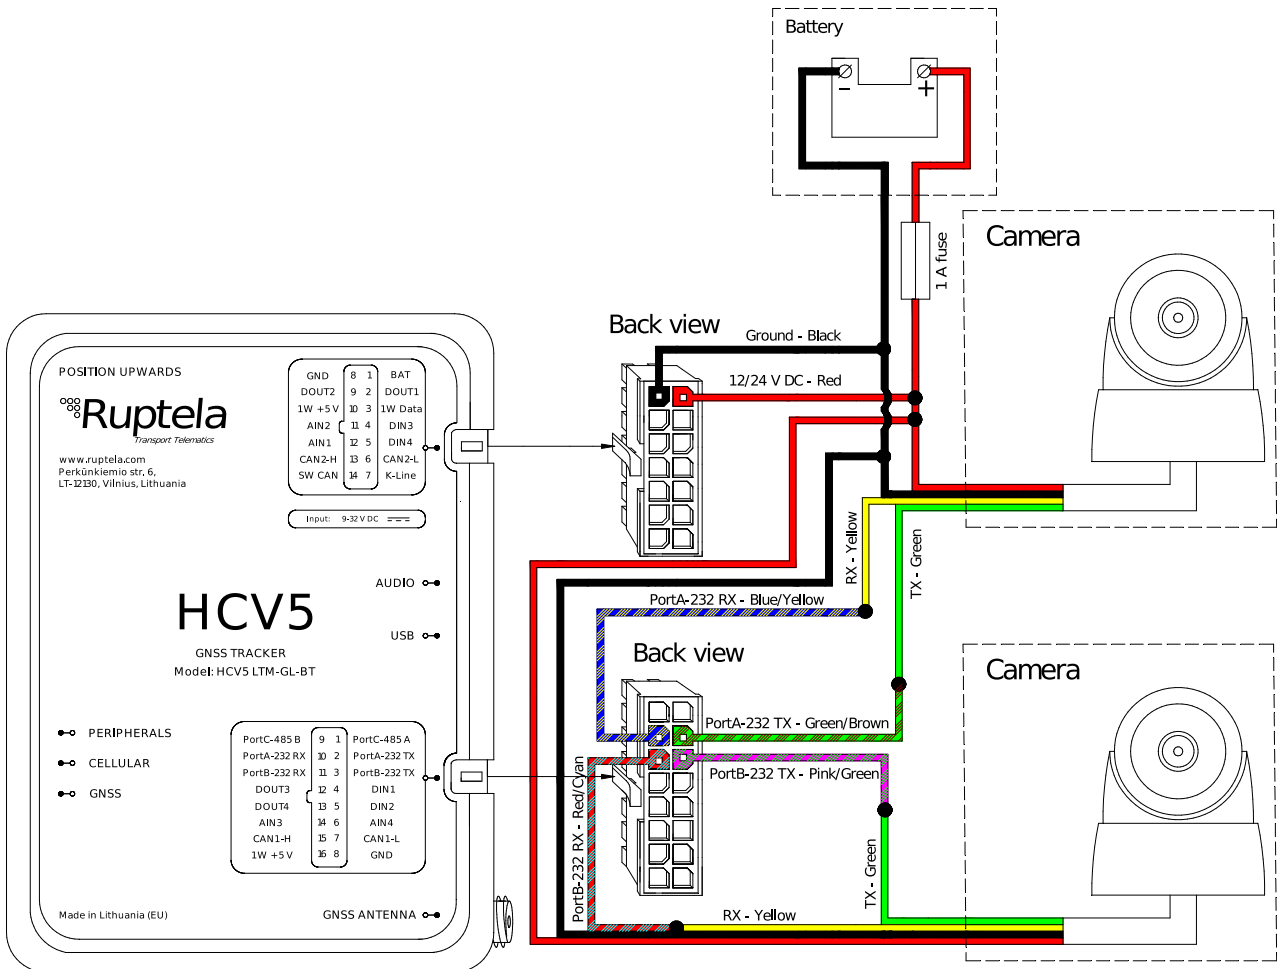 Battery
-
+
1 A fuse
Camera
Back view
Ground - Black
12/24 V DC - Red
POSITION UPWARDS
Ruptela
Transport Telematics
www.ruptela.com
Perkūnkiemio str, 6,
LT-12130, Vilnius, Lithuania
GND 8 1 BAT
DOUT2 9 2 DOUT1
1W +5 V 10 3 1W Data
AIN2 11 4 DIN3
AIN1 12 5 DIN4
CAN2-H 13 6 CAN2-L
SW CAN 14 7 K-Line
Input: 9-32 V DC
RX - Yellow
TX - Green
AUDIO
PortA-232 RX - Blue/Yellow
HCV5
USB
GNSS TRACKER
Model: HCV5 LTM-GL-BT
Back view
Camera
PortA-232 TX - Green/Brown
PERIPHERALS
CELLULAR
GNSS
PortC-485 B 9 1 PortC-485 A
PortA-232 RX 10 2 PortA-232 TX
PortB-232 RX 11 3 PortB-232 TX
DOUT3 12 4 DIN1
DOUT4 13 5 DIN2
AIN3 14 6 AIN4
CAN1-H 15 7 CAN1-L
1W +5 V 16 8 GND
PortB-232 TX - Pink/Green
PortB-232 RX - Red/Cyan
TX - Green
Made in Lithuania (EU)
GNSS ANTENNA
RX - Yellow